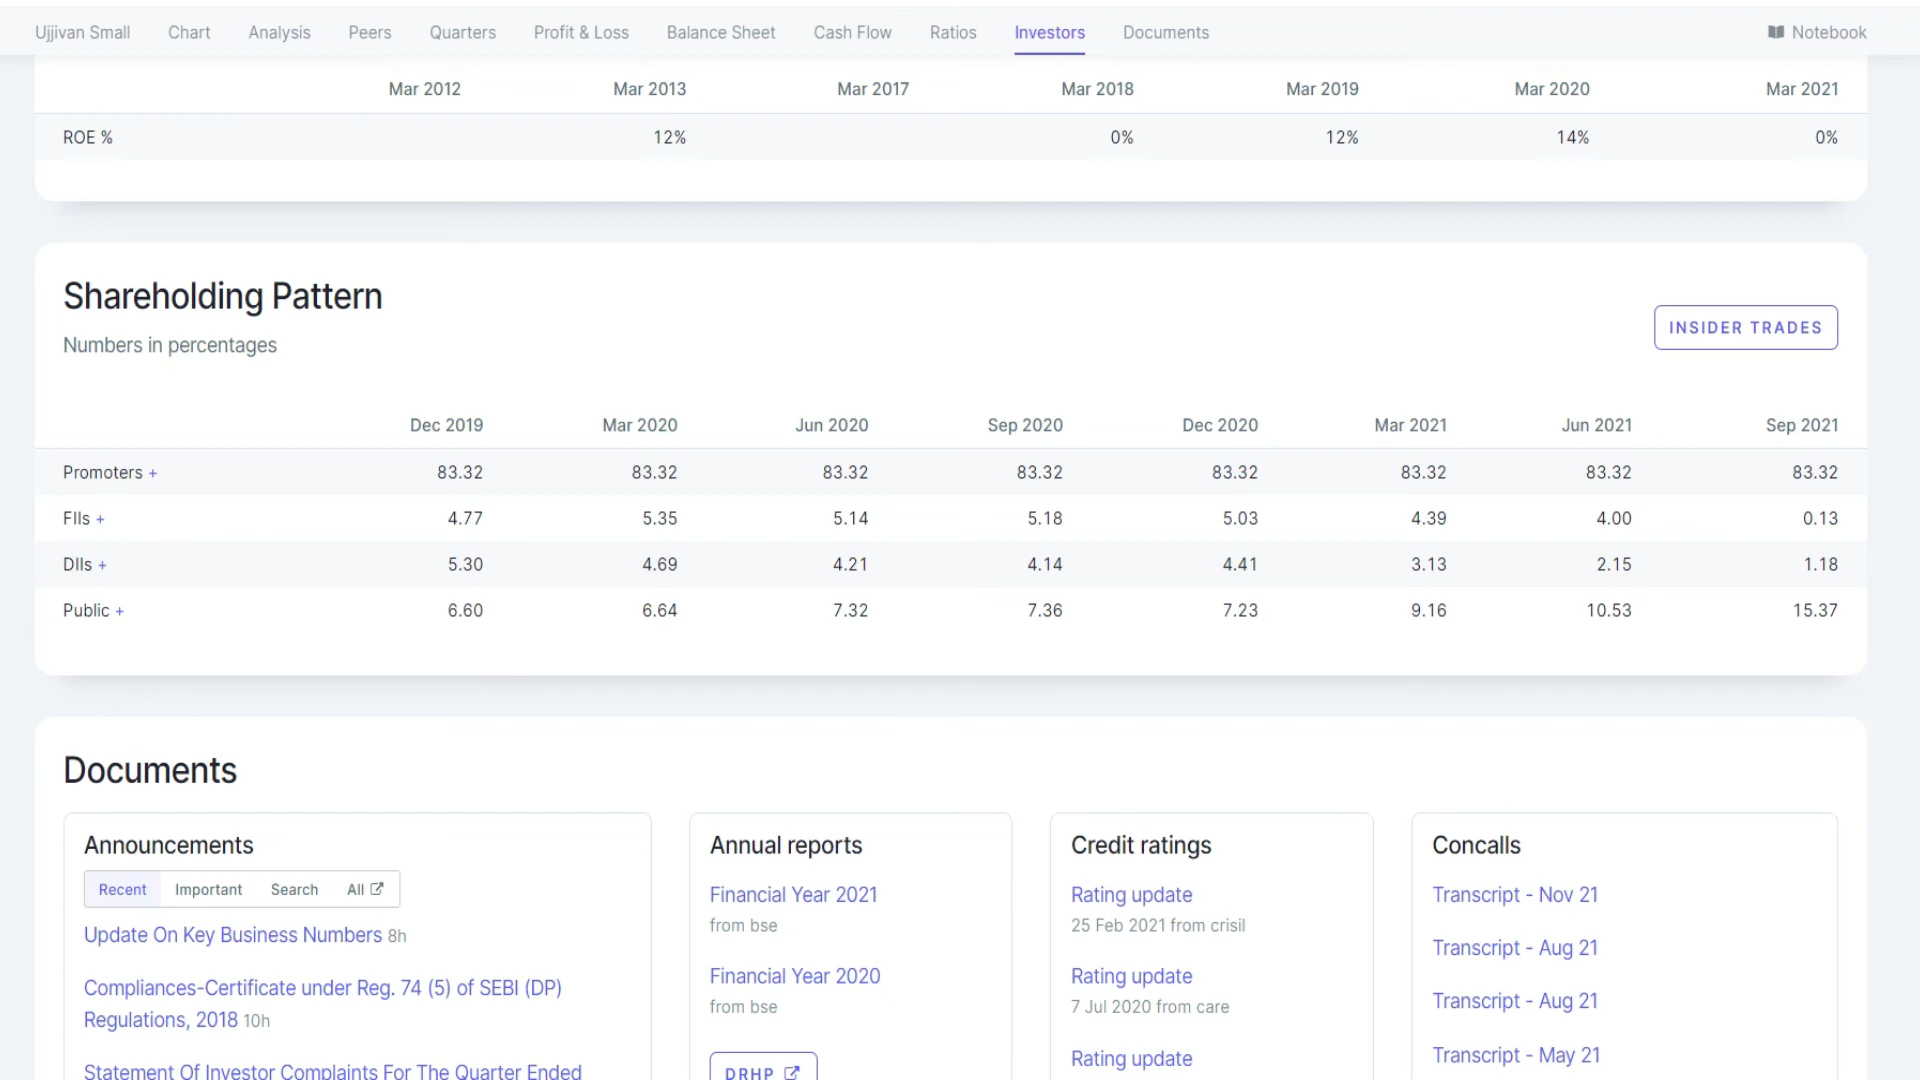 Ujjivan Small Chart Analysis Peers Quarters Profit & Loss Balance Sheet Cash Flow Ratios Investors Documents Notebook
Mar 2012 Mar 2013 Mar 2017 Mar 2018 Mar 2019 Mar 2020 Mar 2021
ROE % 12% 0% 12% 14% 0%
Shareholding Pattern
Numbers in percentages
INSIDER TRADES
Dec 2019 Mar 2020 Jun 2020 Sep 2020 Dec 2020 Mar 2021 Jun 2021 Sep 2021
Promoters + 83.32 83.32 83.32 83.32 83.32 83.32 83.32 83.32
FIIs + 4.77 5.35 5.14 5.18 5.03 4.39 4.00 0.13
DIIs + 5.30 4.69 4.21 4.14 4.41 3.13 2.15 1.18
Public + 6.60 6.64 7.32 7.36 7.23 9.16 10.53 15.37
Documents
Announcements
Recent Important Search All
Update On Key Business Numbers 8h
Compliances-Certificate under Reg. 74 (5) of SEBI (DP)
Regulations, 2018 10h
Statement Of Investor Complaints For The Quarter Ended
Annual reports
Financial Year 2021
from bse
Financial Year 2020
from bse
DRHP
Credit ratings
Rating update
25 Feb 2021 from crisil
Rating update
7 Jul 2020 from care
Rating update
Concalls
Transcript - Nov 21
Transcript - Aug 21
Transcript - Aug 21
Transcript - May 21